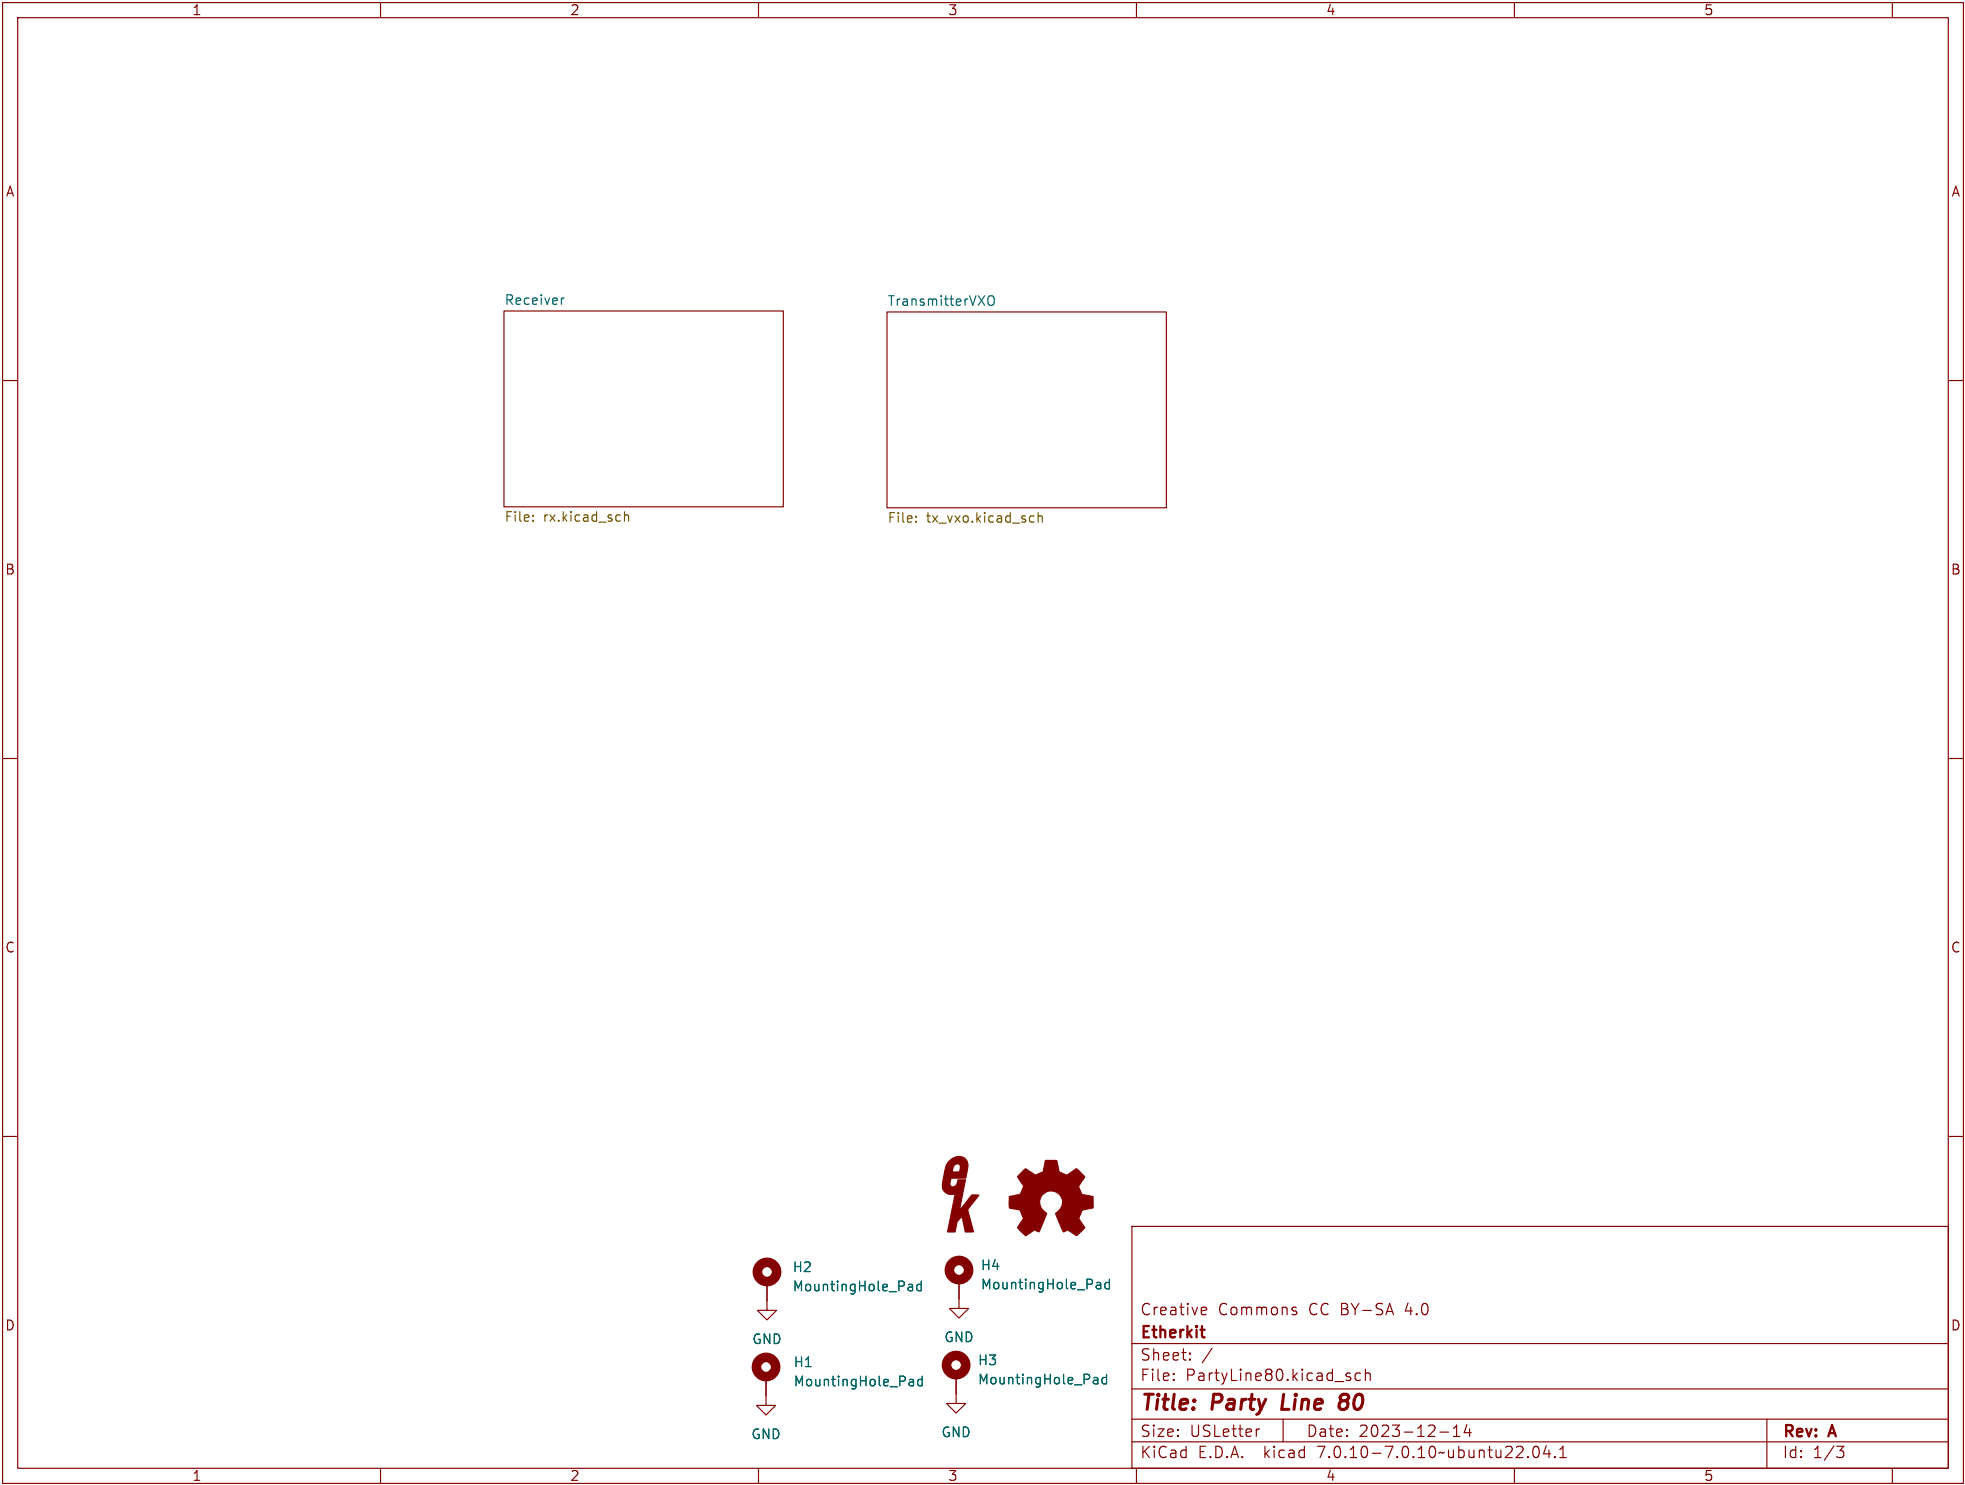 1 2 3 4 5
A A
Receiver TransmitterVXO
File: rx.kicad_sch File: tx_vxo.kicad_sch
B B
C C
ek
H2
MountingHole_Pad
GND
H4
MountingHole_Pad
GND
H1
MountingHole_Pad
GND
H3
MountingHole_Pad
GND
D D
Creative Commons CC BY-SA 4.0
Etherkit
Sheet: /
File: PartyLine80.kicad_sch
Title: Party Line 80
Size: USLetter Date: 2023-12-14 Rev: A
KiCad E.D.A. kicad 7.0.10-7.0.10~ubuntu22.04.1 Id: 1/3
1 2 3 4 5